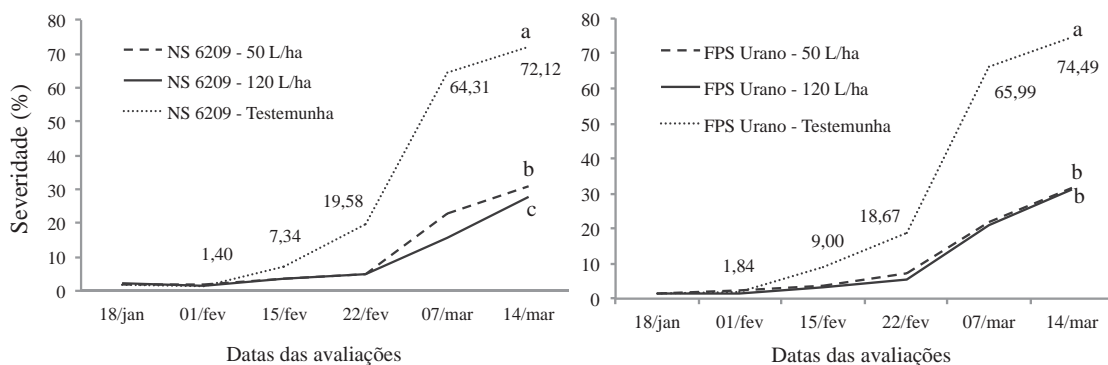 80
70
60
50
40
30
20
10
0
Severidade (%)
NS 6209 - 50 L/ha
NS 6209 - 120 L/ha
NS 6209 - Testemunha
a
72,12
64,31
b
c
19,58
7,34
1,40
18/jan 01/fev 15/fev 22/fev 07/mar 14/mar
Datas das avaliações
80
70
60
50
40
30
20
10
0
FPS Urano - 50 L/ha
FPS Urano - 120 L/ha
FPS Urano - Testemunha
a
74,49
65,99
b
b
18,67
9,00
1,84
18/jan 01/fev 15/fev 22/fev 07/mar 14/mar
Datas das avaliações